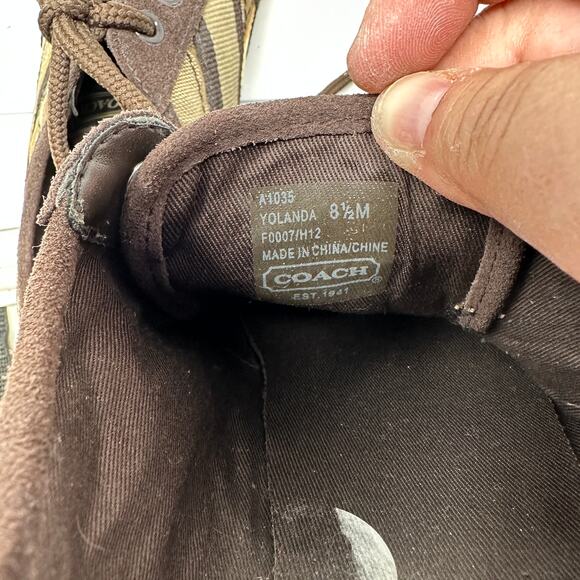 A1035
YOLANDA 8½M
F0007/H12
MADE IN CHINA/CHINE
COACH®
EST. 1941